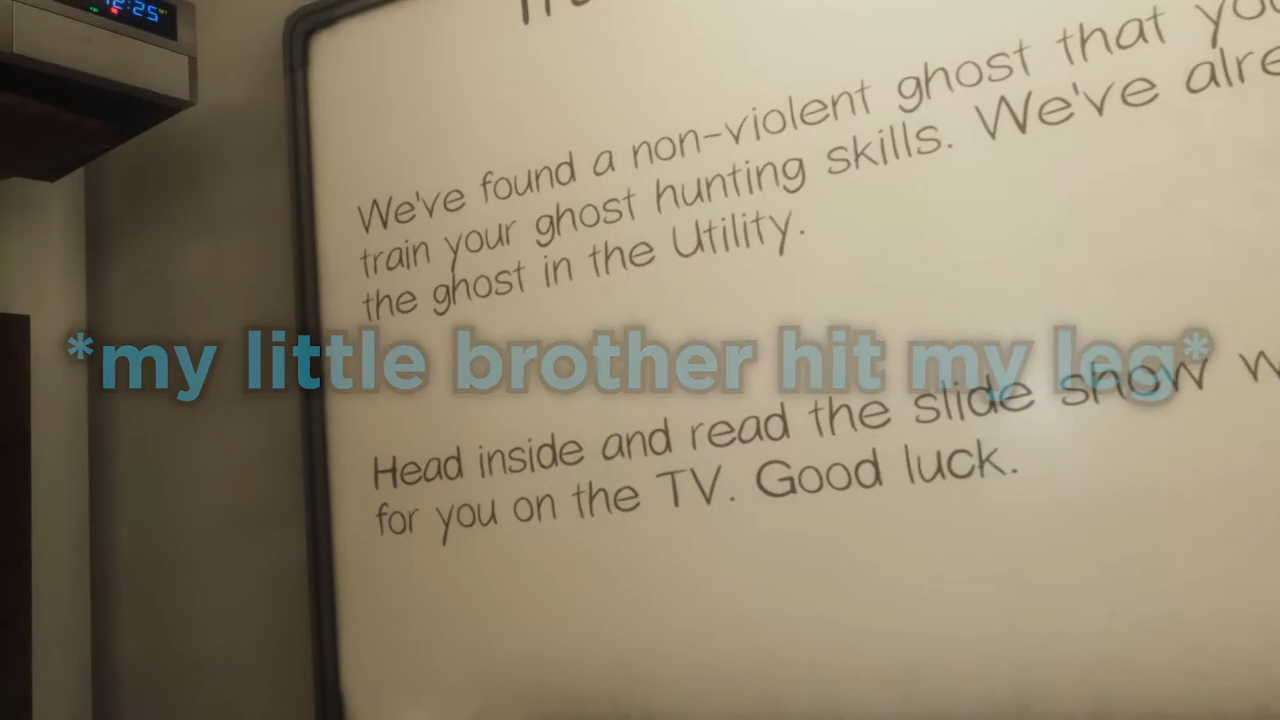 12:25
We've found a non-violent ghost that
train your ghost hunting skills. We've
the ghost in the Utility.
*my little brother hit my leg*
Head inside and read the slide show
for you on the TV. Good luck.